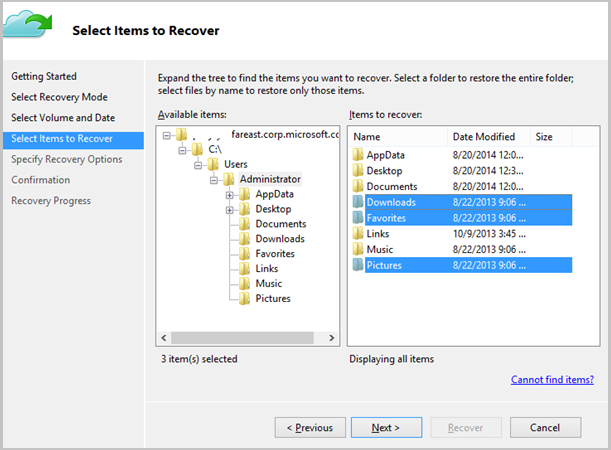 Select Items to Recover
Getting Started
Select Recovery Mode
Select Volume and Date
Select Items to Recover
Specify Recovery Options
Confirmation
Recovery Progress
Expand the tree to find the items you want to recover. Select a folder to restore the entire folder;
select files by name to restore only those items.
Available items:
fareast.corp.microsoft.cc
C:\
Users
Administrator
AppData
Desktop
Documents
Downloads
Favorites
Links
Music
Pictures
3 item(s) selected
Items to recover:
Name Date Modified Size
AppData 8/20/2014 12:0...
Desktop 8/20/2014 12:3...
Documents 8/20/2014 12:0...
Downloads 8/22/2013 9:06 ...
Favorites 8/22/2013 9:06 ...
Links 10/9/2013 3:45 ...
Music 8/22/2013 9:06 ...
Pictures 8/22/2013 9:06 ...
Displaying all items
Cannot find items?
< Previous Next > Recover Cancel